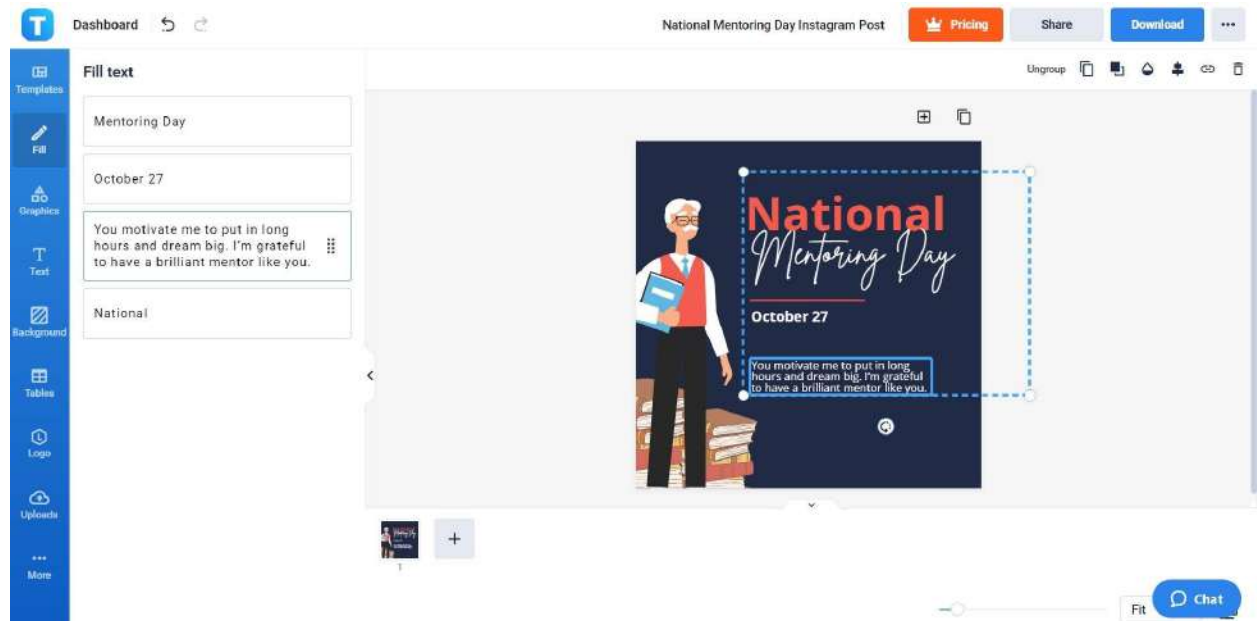 T
Dashboard
National Mentoring Day Instagram Post
Pricing
Share
Download
Templates
Fill
Graphics
Text
Background
Tables
Logo
Uploads
More
Fill text
Mentoring Day
October 27
You motivate me to put in long
hours and dream big. I'm grateful
to have a brilliant mentor like you.
National
Ungroup
National
Mentoring Day
October 27
You motivate me to put in long
hours and dream big. I'm grateful
to have a brilliant mentor like you.
1
Fit
Chat